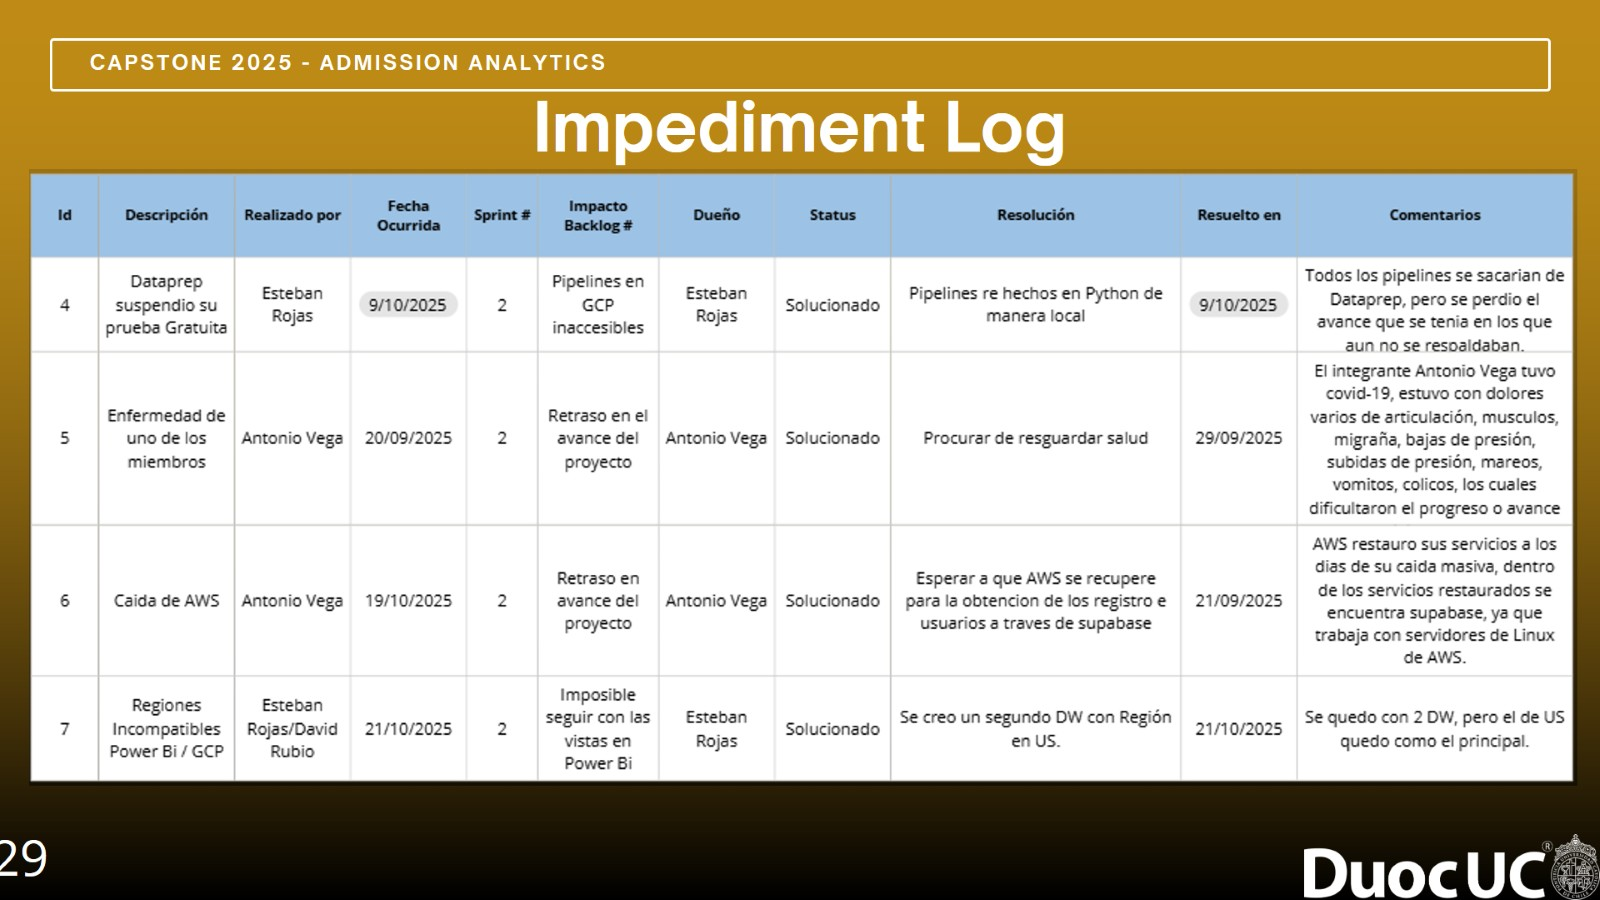 CAPSTONE 2025 - ADMISSION ANALYTICS
Impediment Log
Id
Descripción
Realizado por
Fecha
Ocurrida
Sprint #
Impacto
Backlog #
Dueño
Status
Resolución
Resuelto en
Comentarios
4
Dataprep
suspendio su
prueba Gratuita
Esteban
Rojas
9/10/2025
2
Pipelines en
GCP
inaccesibles
Esteban
Rojas
Solucionado
Pipelines re hechos en Python de
manera local
9/10/2025
Todos los pipelines se sacarian de
Dataprep, pero se perdio el
avance que se tenia en los que
aun no se respaldaban.
5
Enfermedad de
uno de los
miembros
Antonio Vega
20/09/2025
2
Retraso en el
avance del
proyecto
Antonio Vega
Solucionado
Procurar de resguardar salud
29/09/2025
El integrante Antonio Vega tuvo
covid-19, estuvo con dolores
varios de articulación, musculos,
migraña, bajas de presión,
subidas de presión, mareos,
vomitos, colicos, los cuales
dificultaron el progreso o avance
6
Caida de AWS
Antonio Vega
19/10/2025
2
Retraso en
avance del
proyecto
Antonio Vega
Solucionado
Esperar a que AWS se recupere
para la obtencion de los registro e
usuarios a traves de supabase
21/09/2025
AWS restauro sus servicios a los
dias de su caida masiva, dentro
de los servicios restaurados se
encuentra supabase, ya que
trabaja con servidores de Linux
de AWS.
7
Regiones
Incompatibles
Power Bi / GCP
Esteban
Rojas/David
Rubio
21/10/2025
2
Imposible
seguir con las
vistas en
Power Bi
Esteban
Rojas
Solucionado
Se creo un segundo DW con Región
en US.
21/10/2025
Se quedo con 2 DW, pero el de US
quedo como el principal.
29
Duoc UC®